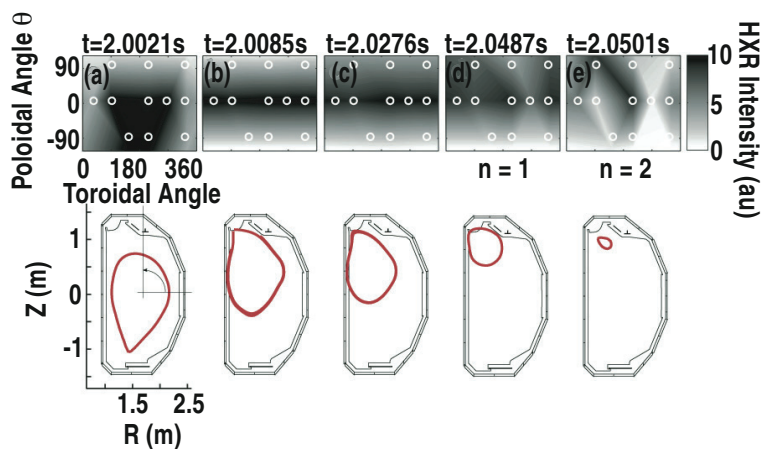 t=2.0021s t=2.0085s t=2.0276s t=2.0487s t=2.0501s
Poloidal Angle θ
90
0
-90
(a) (b) (c) (d) (e)
10
5
0
HXR Intensity (au)
0 180 360
n = 1 n = 2
Toroidal Angle
Z (m)
1
0
-1
1.5 2.5
R (m)